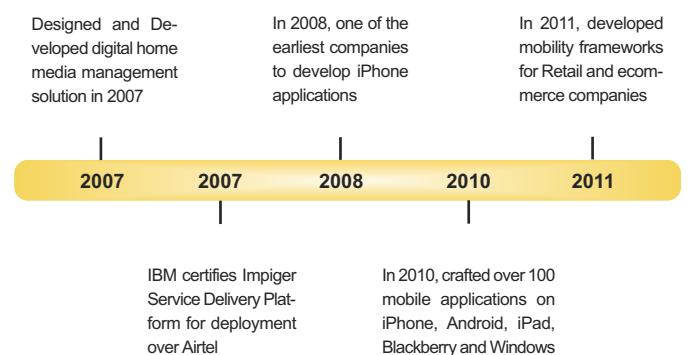 Designed and De-
veloped digital home
media management
solution in 2007
In 2008, one of the
earliest companies
to develop iPhone
applications
In 2011, developed
mobility frameworks
for Retail and ecom-
merce companies
2007 2007 2008 2010 2011
IBM certifies Impiger
Service Delivery Plat-
form for deployment
over Airtel
In 2010, crafted over 100
mobile applications on
iPhone, Android, iPad,
Blackberry and Windows